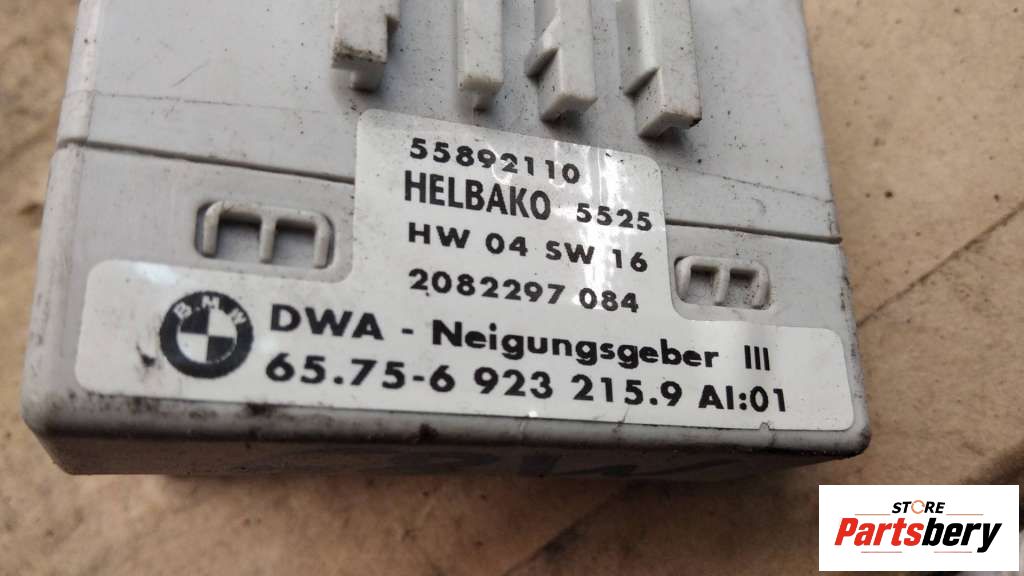 55892110
HELBAKO 5525
HW 04 SW 16
2082297 084
BMW
DWA - Neigungsgeber III
65.75-6 923 215.9 AI:01
STORE
Partsbery